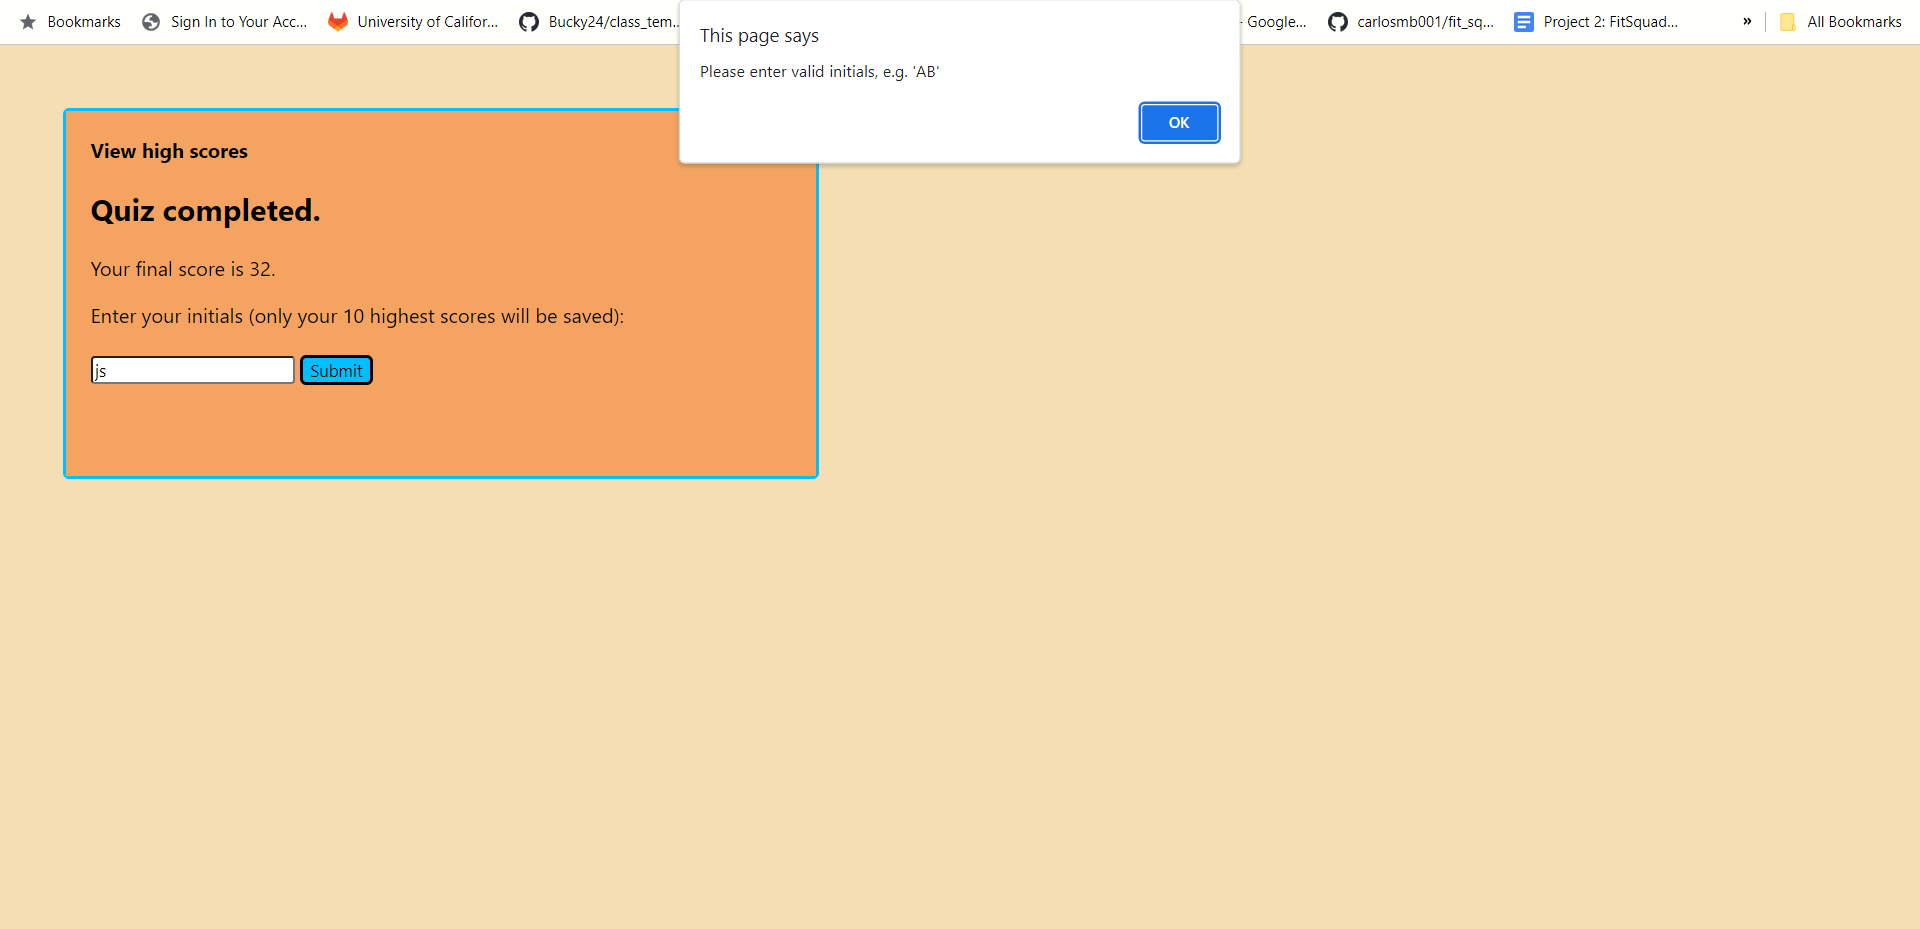 Bookmarks Sign In to Your Acc... University of Califor... Bucky24/class_tem... - Google... carlosmb001/fit_sq... Project 2: FitSquad... » All Bookmarks
This page says
Please enter valid initials, e.g. 'AB'
OK
View high scores
Quiz completed.
Your final score is 32.
Enter your initials (only your 10 highest scores will be saved):
js Submit